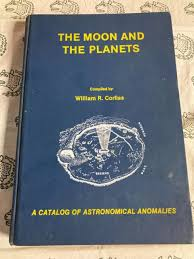 THE MOON AND
THE PLANETS
Compiled by:
William R. Corliss
A CATALOG OF ASTRONOMICAL ANOMALIES